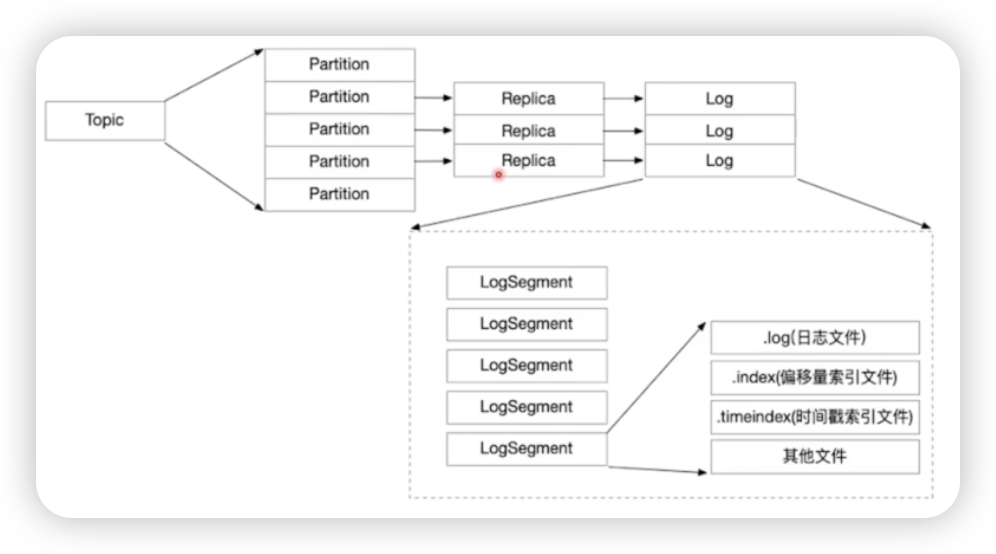 Topic
Partition
Partition
Partition
Partition
Partition
Replica
Replica
Replica
Log
Log
Log
LogSegment
LogSegment
LogSegment
LogSegment
LogSegment
.log(日志文件)
.index(偏移量索引文件)
.timeindex(时间戳索引文件)
其他文件